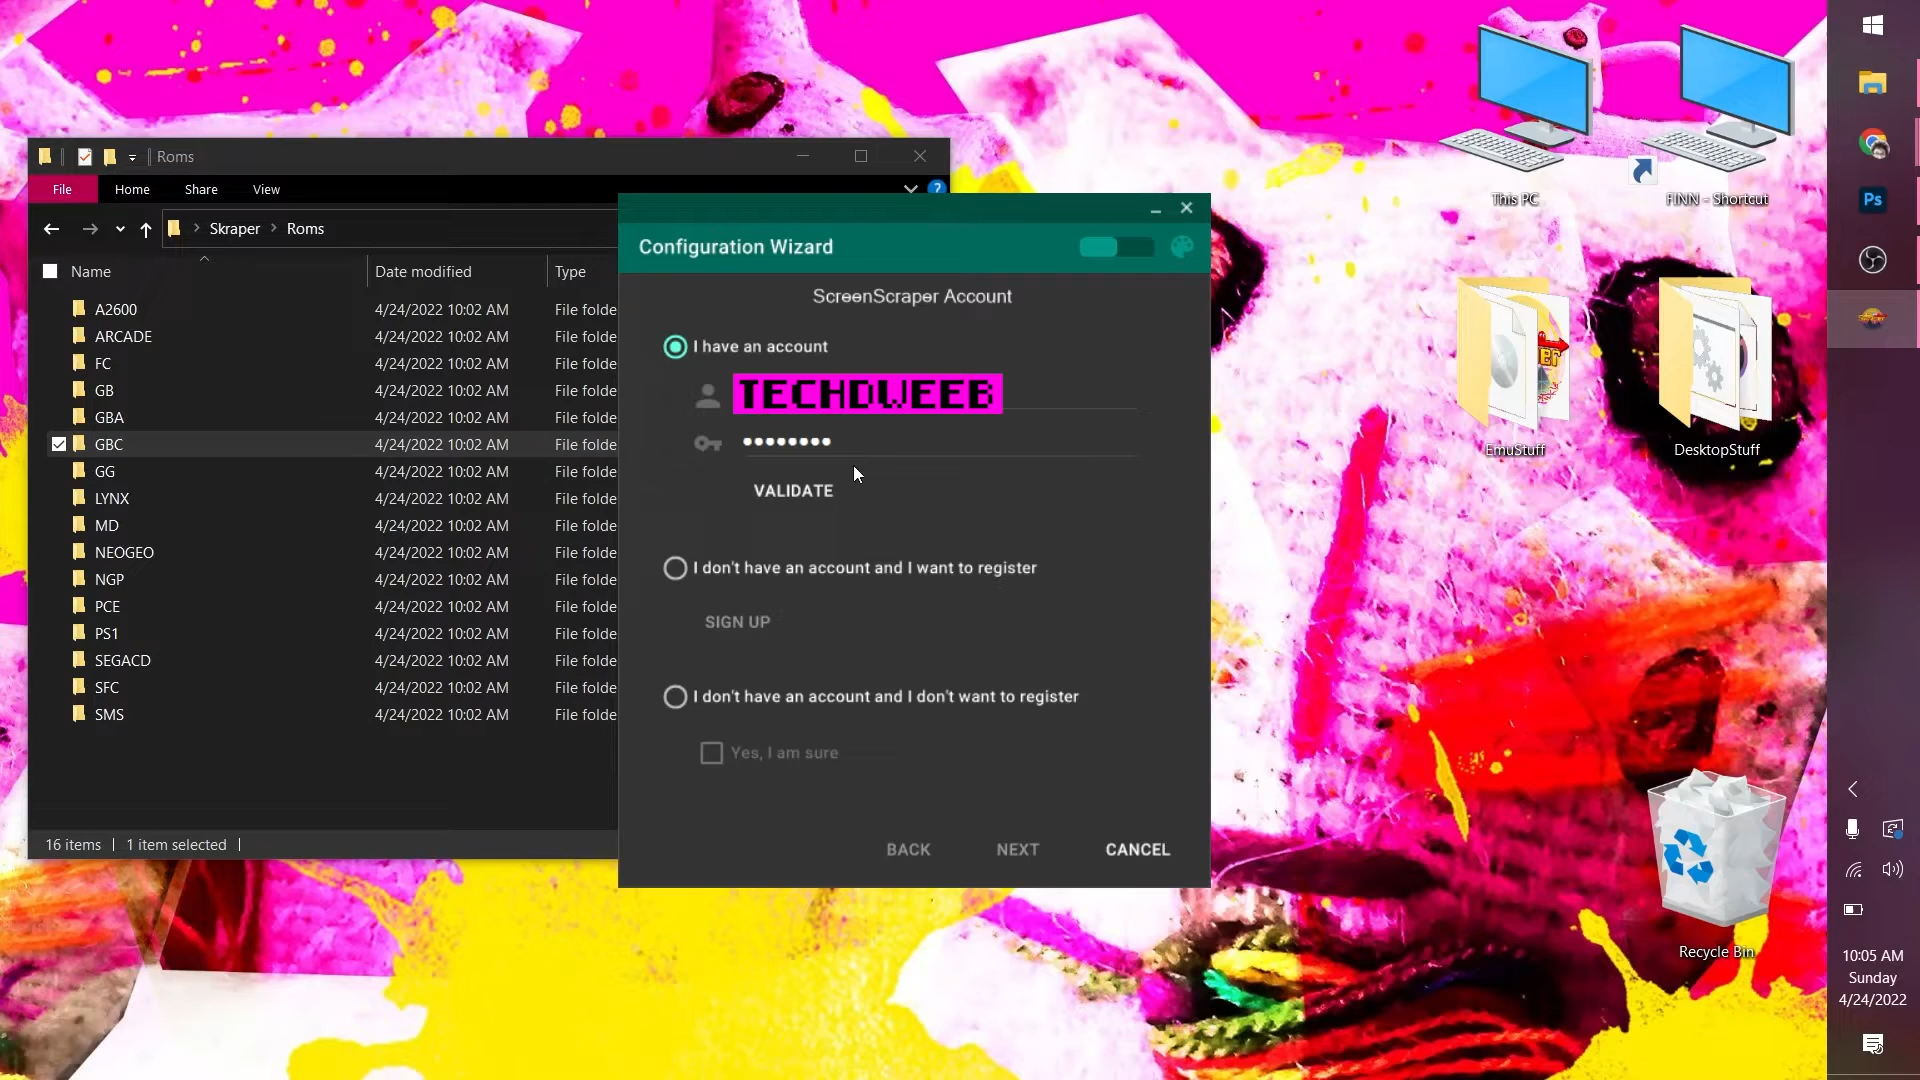 Roms
File Home Share View
?
Skraper Roms
Name Date modified Type
A2600 4/24/2022 10:02 AM File folde
ARCADE 4/24/2022 10:02 AM File folde
FC 4/24/2022 10:02 AM File folde
GB 4/24/2022 10:02 AM File folde
GBA 4/24/2022 10:02 AM File folde
GBC 4/24/2022 10:02 AM File folde
GG 4/24/2022 10:02 AM File folde
LYNX 4/24/2022 10:02 AM File folde
MD 4/24/2022 10:02 AM File folde
NEOGEO 4/24/2022 10:02 AM File folde
NGP 4/24/2022 10:02 AM File folde
PCE 4/24/2022 10:02 AM File folde
PS1 4/24/2022 10:02 AM File folde
SEGACD 4/24/2022 10:02 AM File folde
SFC 4/24/2022 10:02 AM File folde
SMS 4/24/2022 10:02 AM File folde
16 items 1 item selected
Configuration Wizard
ScreenScraper Account
I have an account
TECHDWEEB
VALIDATE
I don't have an account and I want to register
SIGN UP
I don't have an account and I don't want to register
Yes, I am sure
BACK NEXT CANCEL
This PC
FINN - Shortcut
EmuStuff
DesktopStuff
Recycle Bin
Ps
10:05 AM
Sunday
4/24/2022